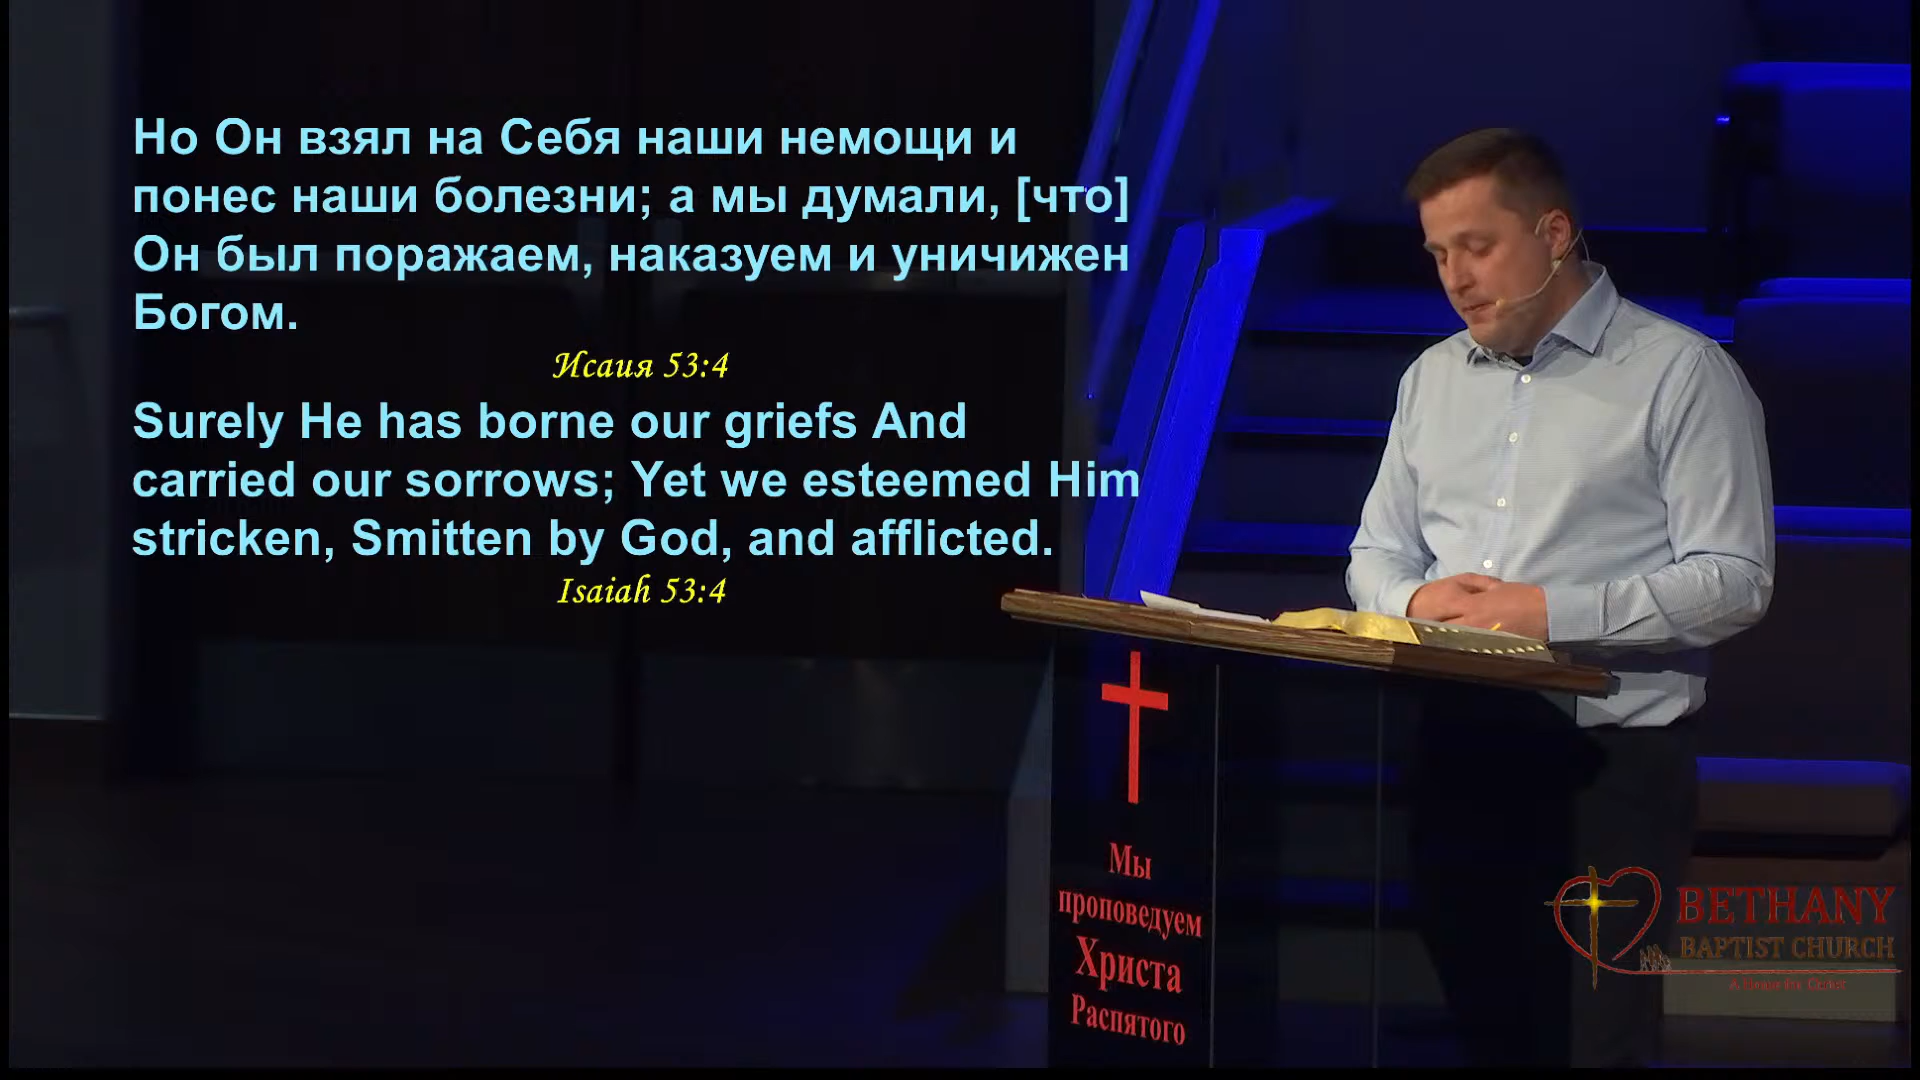 Но Он взял на Себя наши немощи и
понес наши болезни; а мы думали, [что]
Он был поражаем, наказуем и уничижен
Богом.
Исаия 53:4
Surely He has borne our griefs And
carried our sorrows; Yet we esteemed Him
stricken, Smitten by God, and afflicted.
Isaiah 53:4
Мы
проповедуем
Христа
Распятого
BETHANY
BAPTIST CHURCH